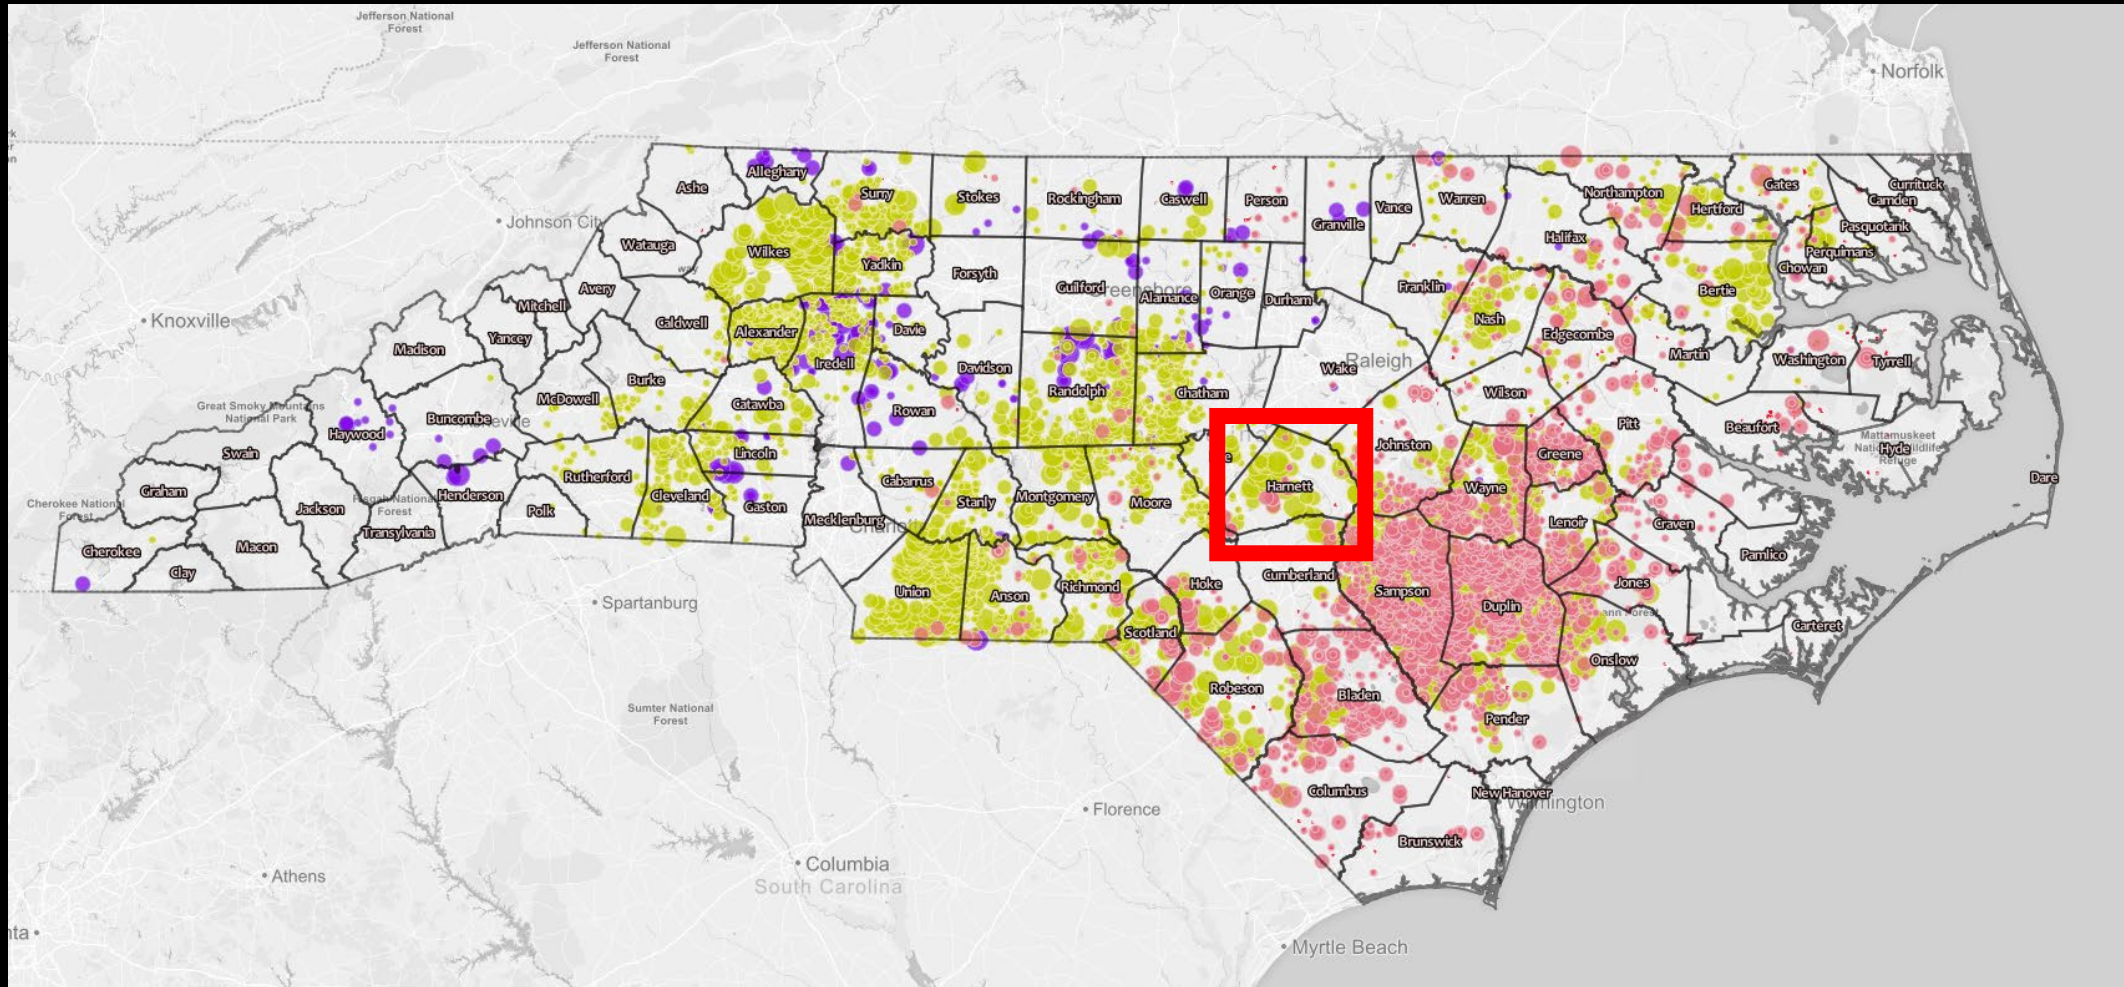 Jefferson National
Forest
Jefferson National
Forest
Norfolk
Ashe
Alleghany
Surry
Stokes
Rockingham
Caswell
Person
Granville
Vance
Warren
Northampton
Hertford
Gates
Currituck
Camden
Pasquotank
Perquimans
Chowan
Johnson City
Watauga
Wilkes
Yadkin
Forsyth
Guilford
Greensboro
Alamance
Orange
Durham
Franklin
Halifax
Nash
Edgecombe
Bertie
Martin
Washington
Tyrrell
Knoxville
Madison
Yancey
Mitchell
Avery
Caldwell
Alexander
Iredell
Davie
Davidson
Randolph
Chatham
Wake
Raleigh
Wilson
Pitt
Beaufort
Hyde
Dare
Great Smoky Mountains
National Park
Haywood
Buncombe
McDowell
Burke
Catawba
Rowan
Swain
Graham
Cherokee National
Forest
Cherokee
Clay
Macon
Jackson
Transylvania
Henderson
Polk
Rutherford
Cleveland
Lincoln
Gaston
Mecklenburg
Cabarrus
Stanly
Montgomery
Moore
Harnett
Johnston
Wayne
Greene
Lenoir
Craven
Pamlico
Mattamuskeet
Refuge
Union
Anson
Richmond
Scotland
Hoke
Cumberland
Sampson
Duplin
Jones
Onslow
Carteret
Spartanburg
Robeson
Bladen
Pender
Columbus
New Hanover
Wilmington
Brunswick
Sumter National
Forest
Florence
Columbia
South Carolina
Athens
Myrtle Beach